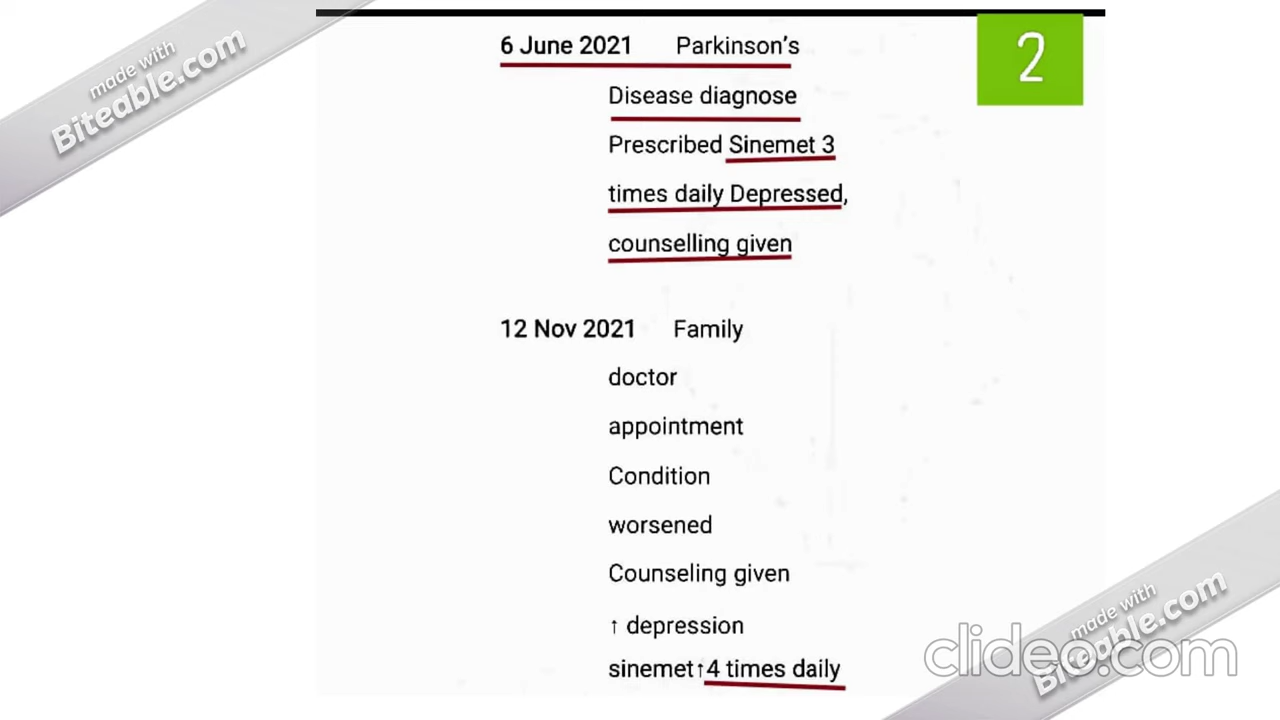 made with
Biteable.com
2
6 June 2021 Parkinson's
Disease diagnose
Prescribed Sinemet 3
times daily Depressed,
counselling given
12 Nov 2021 Family
doctor
appointment
Condition
worsened
Counseling given
↑ depression
sinemet↑4 times daily
made with
Biteable.com
clideo.com